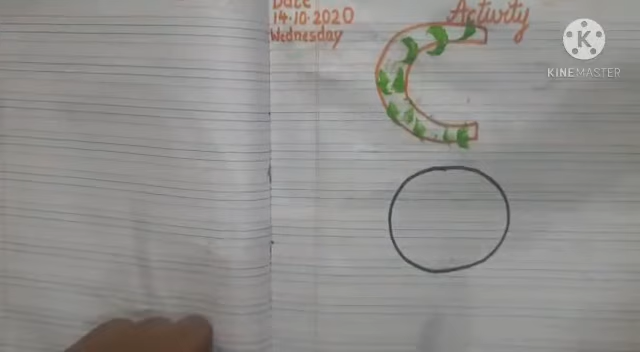 Date
14·10·2020
Wednesday
Activity
K
KINEMASTER